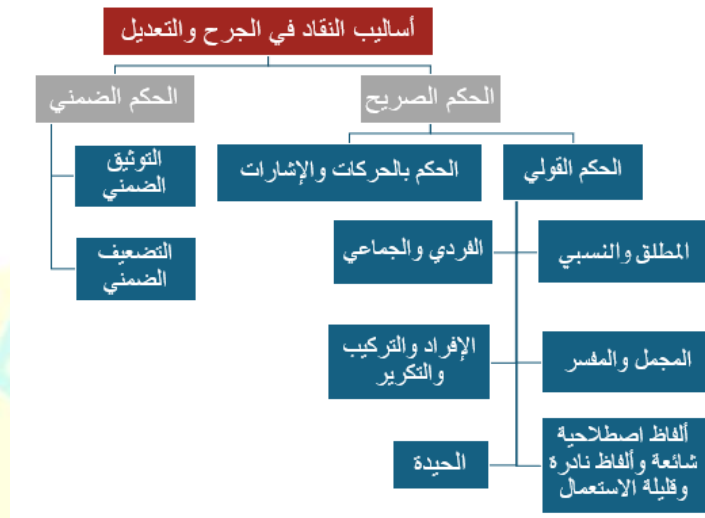 أساليب النقاد في الجرح والتعديل
الحكم الصريح
الحكم الضمني
الحكم القولي
الحكم بالحركات والإشارات
التوثيق
الضمني
المطلق والنسبي
الفردي والجماعي
التضعيف
الضمني
المجمل والمفسر
الإفراد والتركيب
والتكرير
ألفاظ اصطلاحية
شائعة وألفاظ نادرة
وقليلة الاستعمال
الحيدة